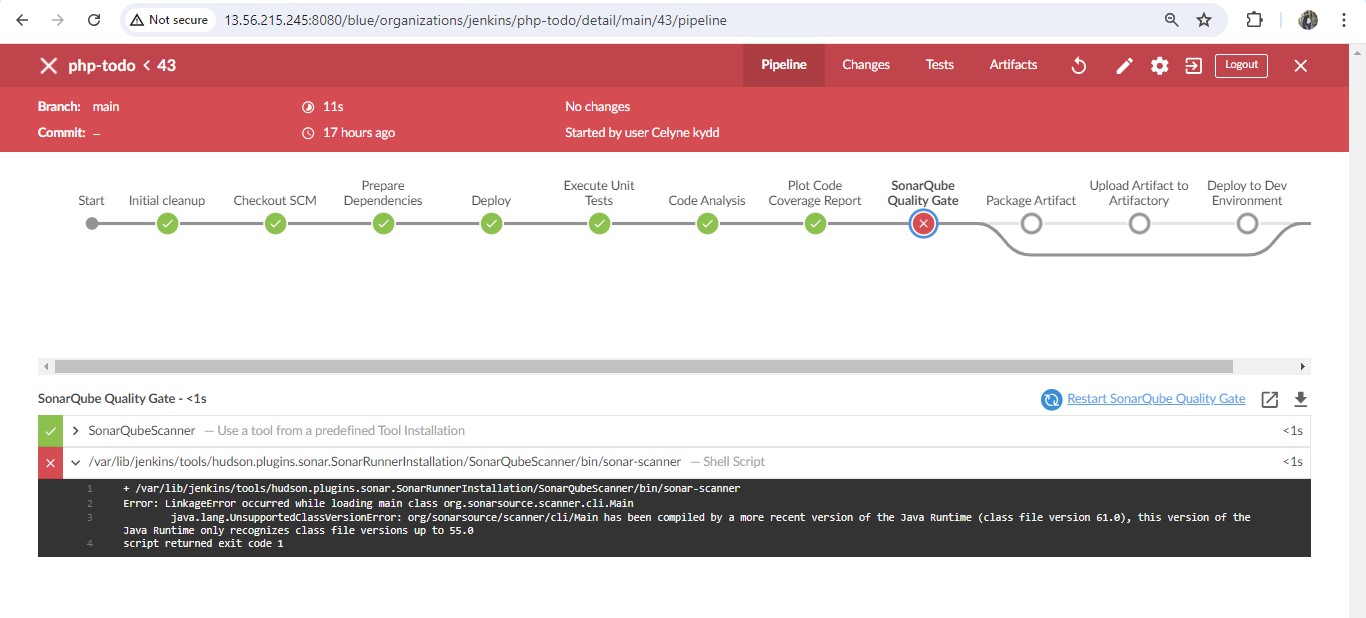 Not secure 13.56.215.245:8080/blue/organizations/jenkins/php-todo/detail/main/43/pipeline
php-todo < 43 Pipeline Changes Tests Artifacts Logout
Branch: main 11s No changes
Commit: – 17 hours ago Started by user Celyne kydd
Prepare Execute Unit Plot Code SonarQube Upload Artifact to Deploy to Dev
Start Initial cleanup Checkout SCM Dependencies Deploy Tests Code Analysis Coverage Report Quality Gate Package Artifact Artifactory Environment
SonarQube Quality Gate - <1s Restart SonarQube Quality Gate
SonarQubeScanner — Use a tool from a predefined Tool Installation <1s
/var/lib/jenkins/tools/hudson.plugins.sonar.SonarRunnerInstallation/SonarQubeScanner/bin/sonar-scanner — Shell Script <1s
1 + /var/lib/jenkins/tools/hudson.plugins.sonar.SonarRunnerInstallation/SonarQubeScanner/bin/sonar-scanner
2 Error: LinkageError occurred while loading main class org.sonarsource.scanner.cli.Main
3 java.lang.UnsupportedClassVersionError: org/sonarsource/scanner/cli/Main has been compiled by a more recent version of the Java Runtime (class file version 61.0), this version of the
Java Runtime only recognizes class file versions up to 55.0
4 script returned exit code 1